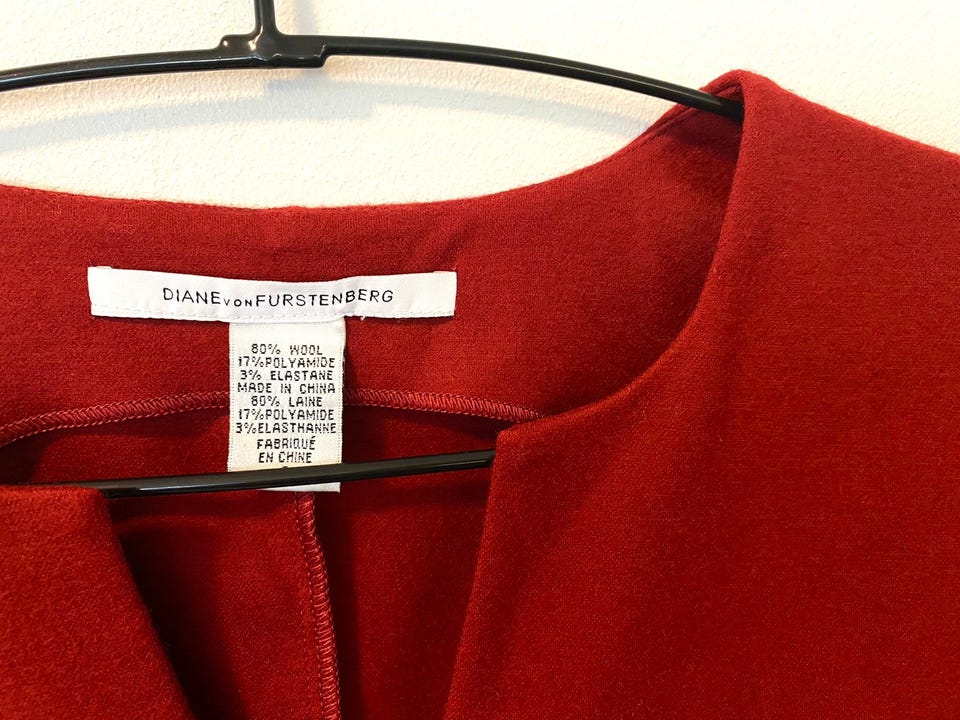 DIANE VON FURSTENBERG
80% WOOL
17%POLYAMIDE
3% ELASTANE
MADE IN CHINA
80% LAINE
17%POLYAMIDE
3%ELASTHANNE
FABRIQUÉ
EN CHINE